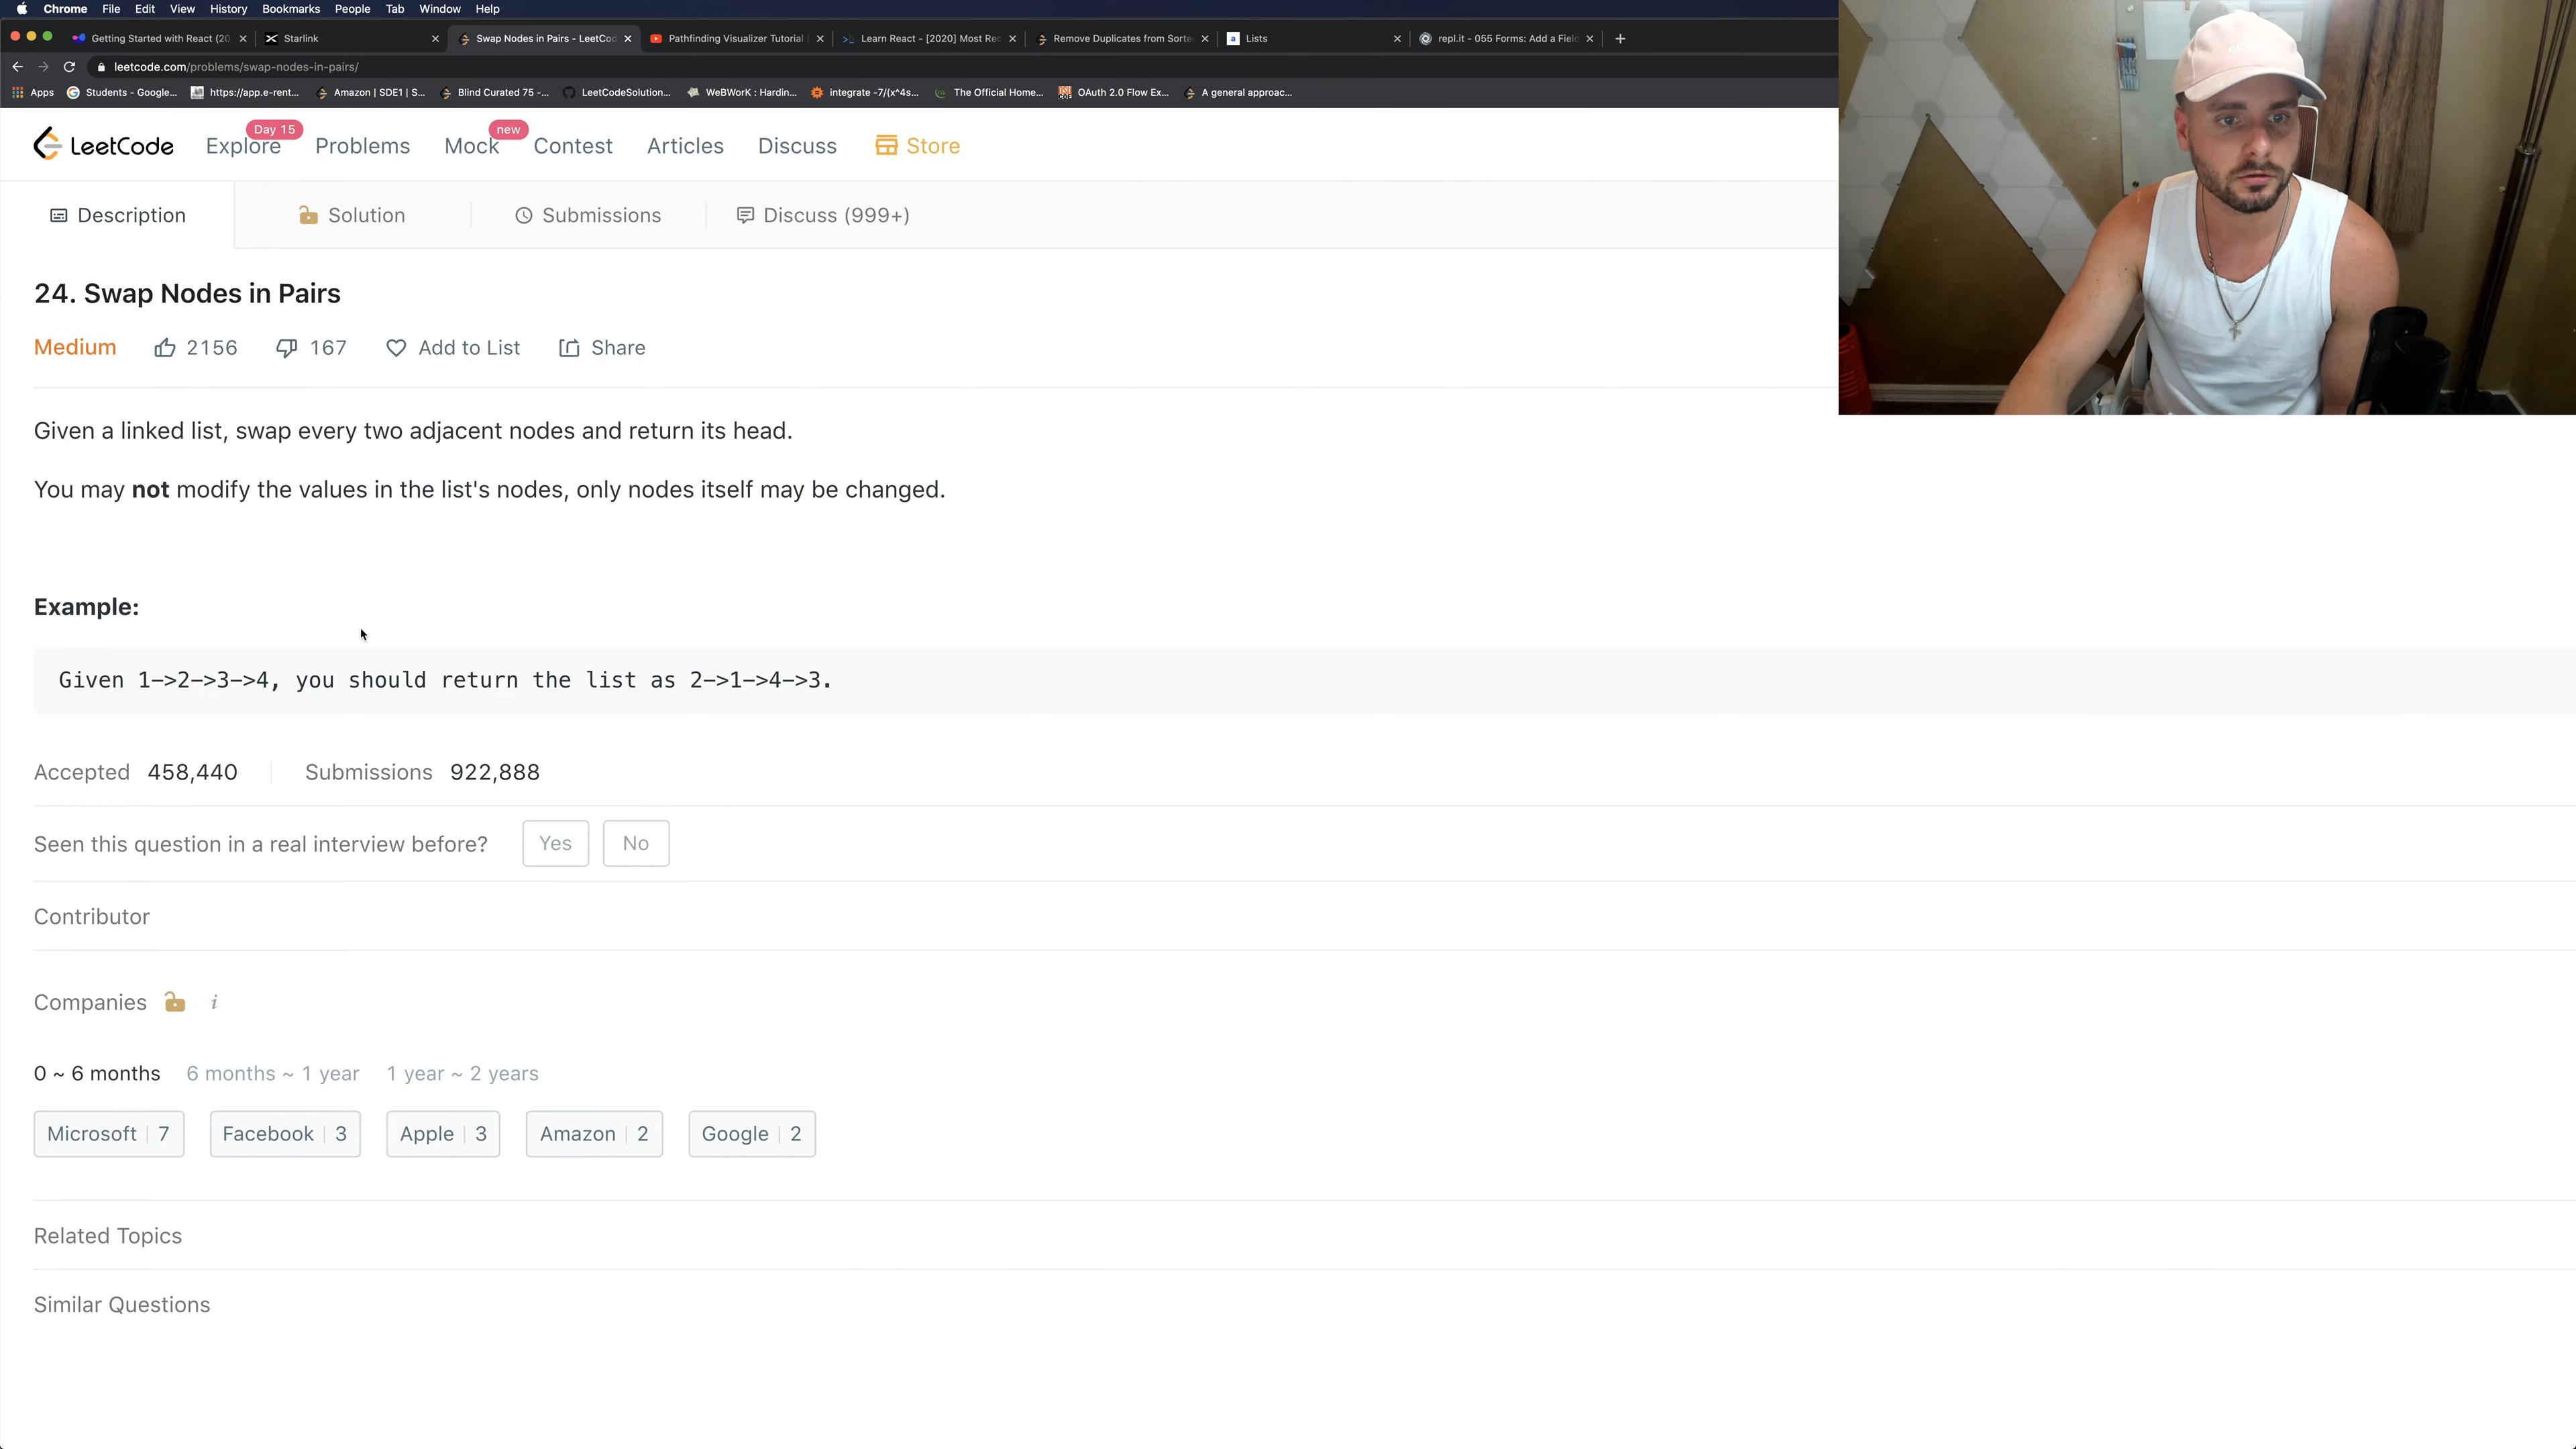 Chrome File Edit View History Bookmarks People Tab Window Help
Getting Started with React (20 Starlink Swap Nodes in Pairs - LeetCod Pathfinding Visualizer Tutorial Learn React - [2020] Most Rec Remove Duplicates from Sorte Lists repl.it - 055 Forms: Add a Fiel
leetcode.com/problems/swap-nodes-in-pairs/
Apps Students - Google... https://app.e-rent... Amazon | SDE1 | S... Blind Curated 75 -... LeetCodeSolution... WeBWorK : Hardin... integrate -7/(x^4s... The Official Home... OAuth 2.0 Flow Ex... A general approac...
Day 15 new
LeetCode Explore Problems Mock Contest Articles Discuss Store
Description Solution Submissions Discuss (999+)
24. Swap Nodes in Pairs
Medium 2156 167 Add to List Share
Given a linked list, swap every two adjacent nodes and return its head.
You may not modify the values in the list's nodes, only nodes itself may be changed.
Example:
Given 1->2->3->4, you should return the list as 2->1->4->3.
Accepted 458,440 Submissions 922,888
Seen this question in a real interview before? Yes No
Contributor
Companies i
0 ~ 6 months 6 months ~ 1 year 1 year ~ 2 years
Microsoft | 7 Facebook | 3 Apple | 3 Amazon | 2 Google | 2
Related Topics
Similar Questions